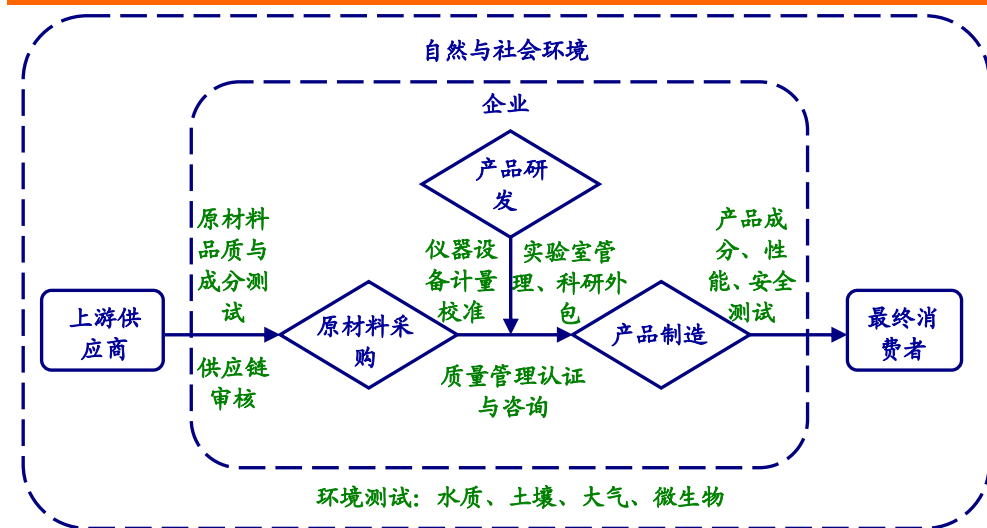 自然与社会环境
企业
产品研
发
原材料
品质与
成分测
试
仪器设
备计量
校准
实验室管
理、科研外
包
产品成
分、性
能、安全
测试
上游供
应商
原材料采
购
产品制造
最终消
费者
供应链
审核
质量管理认证
与咨询
环境测试：水质、土壤、大气、微生物